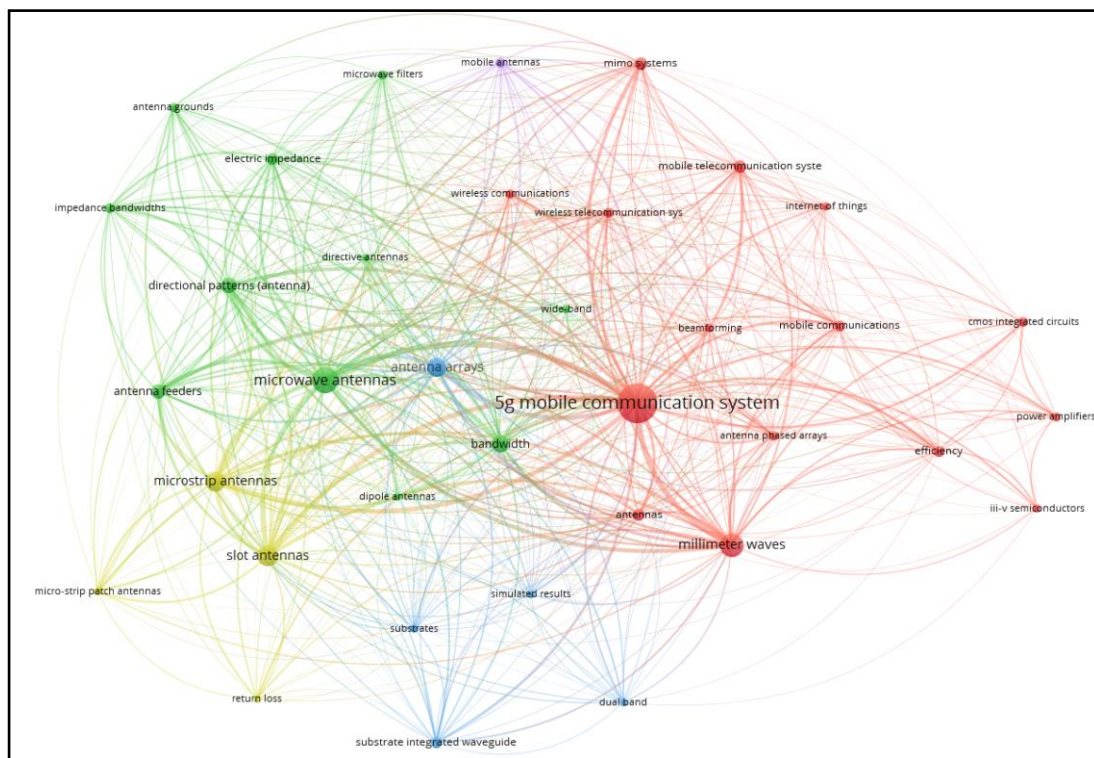 mobile antennas
mimo systems
microwave filters
antenna grounds
electric impedance
mobile telecommunication syste
wireless communications
impedance bandwidths
wireless telecommunication sys
internet of things
directive antennas
directional patterns (antenna)
wide-band
cmos integrated circuits
beamforming
mobile communications
antenna arrays
microwave antennas
antenna feeders
5g mobile communication system
power amplifiers
antenna phased arrays
bandwidth
efficiency
microstrip antennas
dipole antennas
iii-v semiconductors
antennas
millimeter waves
slot antennas
micro-strip patch antennas
simulated results
substrates
return loss
dual band
substrate integrated waveguide